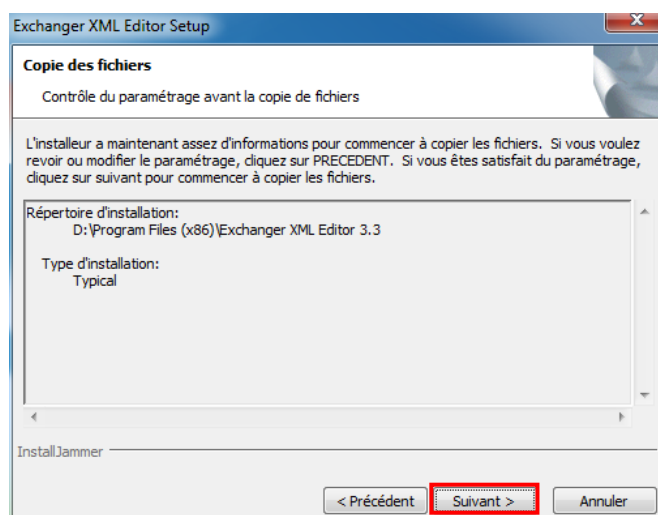 Exchanger XML Editor Setup
Copie des fichiers
Contrôle du paramétrage avant la copie de fichiers
L'installeur a maintenant assez d'informations pour commencer à copier les fichiers. Si vous voulez
revoir ou modifier le paramétrage, cliquez sur PRECEDENT. Si vous êtes satisfait du paramétrage,
cliquez sur suivant pour commencer à copier les fichiers.
Répertoire d'installation:
D:\Program Files (x86)\Exchanger XML Editor 3.3
Type d'installation:
Typical
InstallJammer
< Précédent Suivant > Annuler